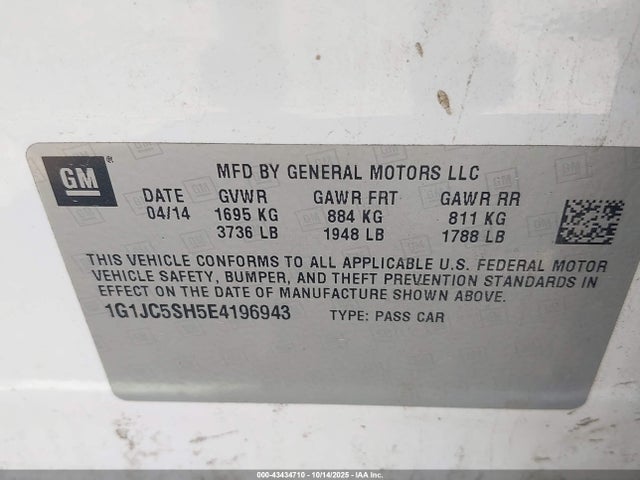 GM ®
MFD BY GENERAL MOTORS LLC
DATE GVWR GAWR FRT GAWR RR
04/14 1695 KG 884 KG 811 KG
3736 LB 1948 LB 1788 LB
THIS VEHICLE CONFORMS TO ALL APPLICABLE U.S. FEDERAL MOTOR
VEHICLE SAFETY, BUMPER, AND THEFT PREVENTION STANDARDS IN
EFFECT ON THE DATE OF MANUFACTURE SHOWN ABOVE.
1G1JC5SH5E4196943 TYPE: PASS CAR
000-43434710 - 10/14/2025 - IAA Inc.